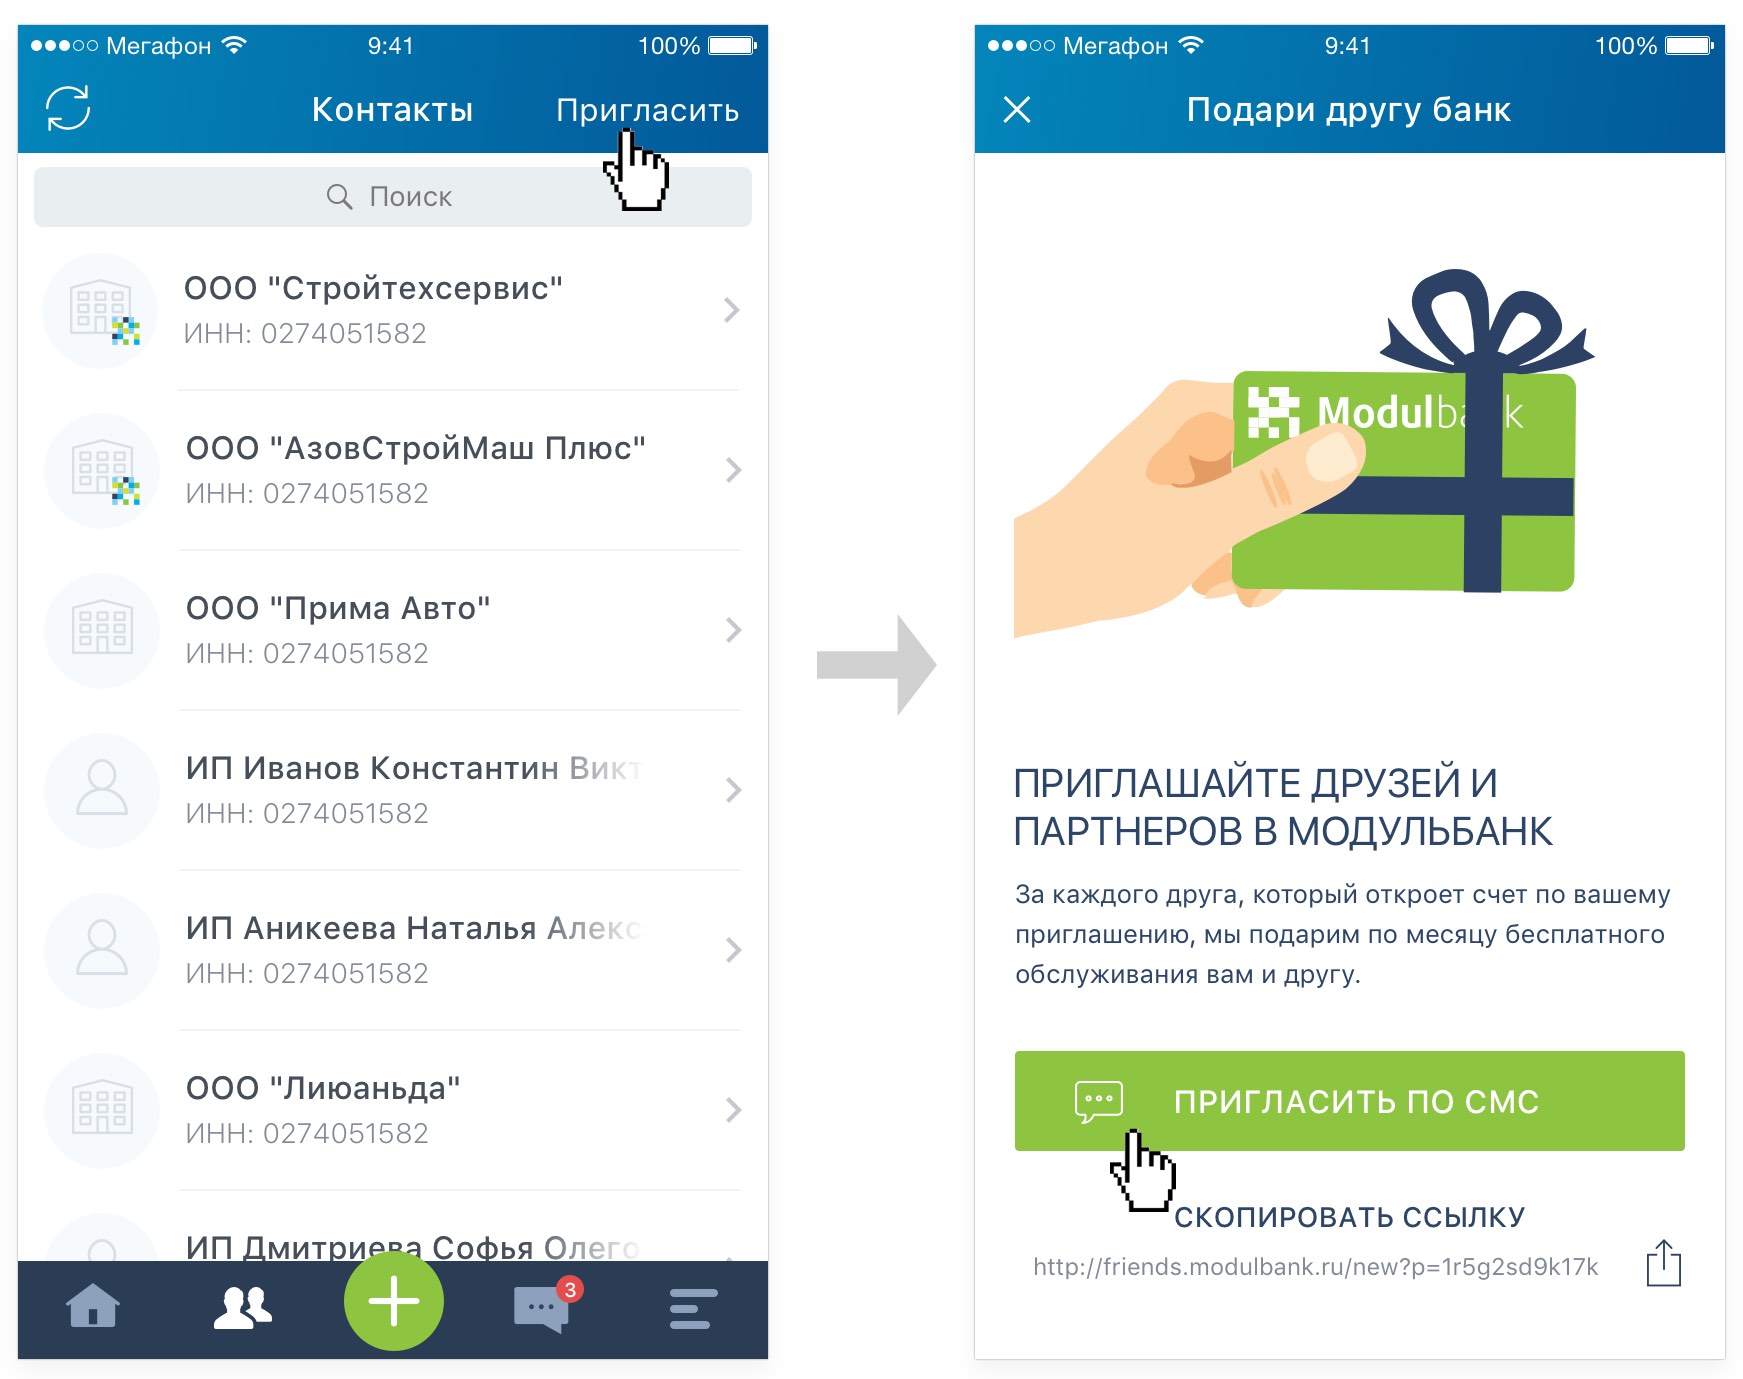 Мегафон 9:41 100%
Контакты Пригласить
Поиск
ООО "Стройтехсервис"
ИНН: 0274051582
ООО "АзовСтройМаш Плюс"
ИНН: 0274051582
ООО "Прима Авто"
ИНН: 0274051582
ИП Иванов Константин Викт
ИНН: 0274051582
ИП Аникеева Наталья Алекс
ИНН: 0274051582
ООО "Лиюаньда"
ИНН: 0274051582
ИП Дмитриева Софья Олего
3
Мегафон 9:41 100%
Подари другу банк
Modulbank
ПРИГЛАШАЙТЕ ДРУЗЕЙ И
ПАРТНЕРОВ В МОДУЛЬБАНК
За каждого друга, который откроет счет по вашему
приглашению, мы подарим по месяцу бесплатного
обслуживания вам и другу.
ПРИГЛАСИТЬ ПО СМС
СКОПИРОВАТЬ ССЫЛКУ
http://friends.modulbank.ru/new?p=1r5g2sd9k17k